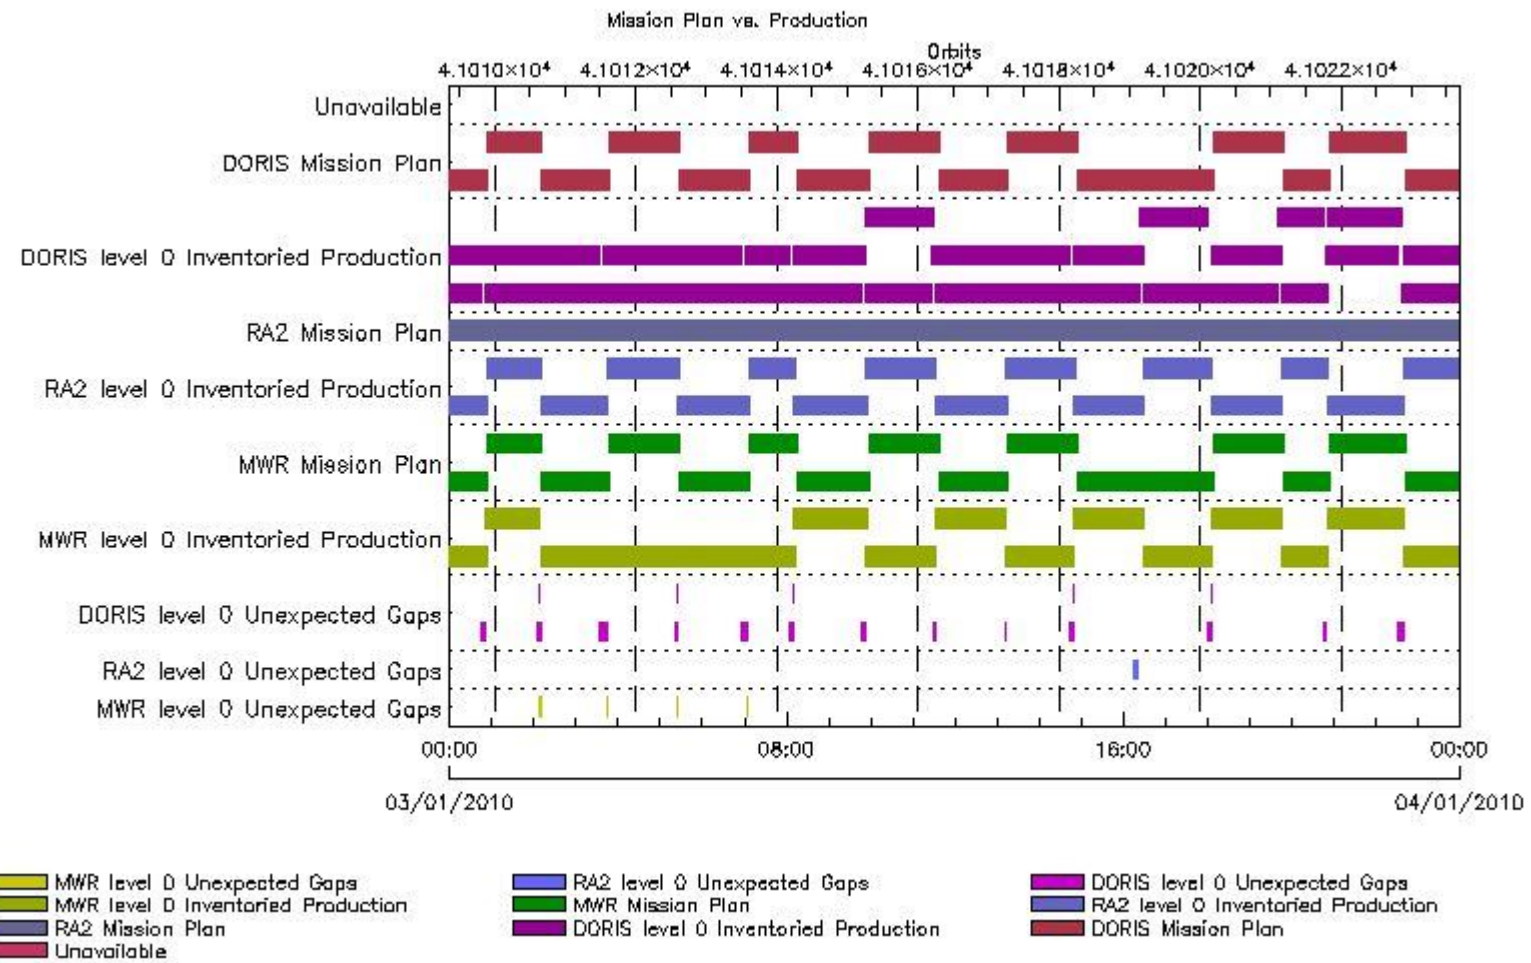 Mission Plan vs. Production
Orbits
4.1010×10⁴ 4.1012×10⁴ 4.1014×10⁴ 4.1016×10⁴ 4.1018×10⁴ 4.1020×10⁴ 4.1022×10⁴
Unavailable
DORIS Mission Plan
DORIS level 0 Inventoried Production
RA2 Mission Plan
RA2 level 0 Inventoried Production
MWR Mission Plan
MWR level 0 Inventoried Production
DORIS level 0 Unexpected Gaps
RA2 level 0 Unexpected Gaps
MWR level 0 Unexpected Gaps
00:00 08:00 16:00 00:00
03/01/2010 04/01/2010
MWR level 0 Unexpected Gaps RA2 level 0 Unexpected Gaps DORIS level 0 Unexpected Gaps
MWR level 0 Inventoried Production MWR Mission Plan RA2 level 0 Inventoried Production
RA2 Mission Plan DORIS level 0 Inventoried Production DORIS Mission Plan
Unavailable